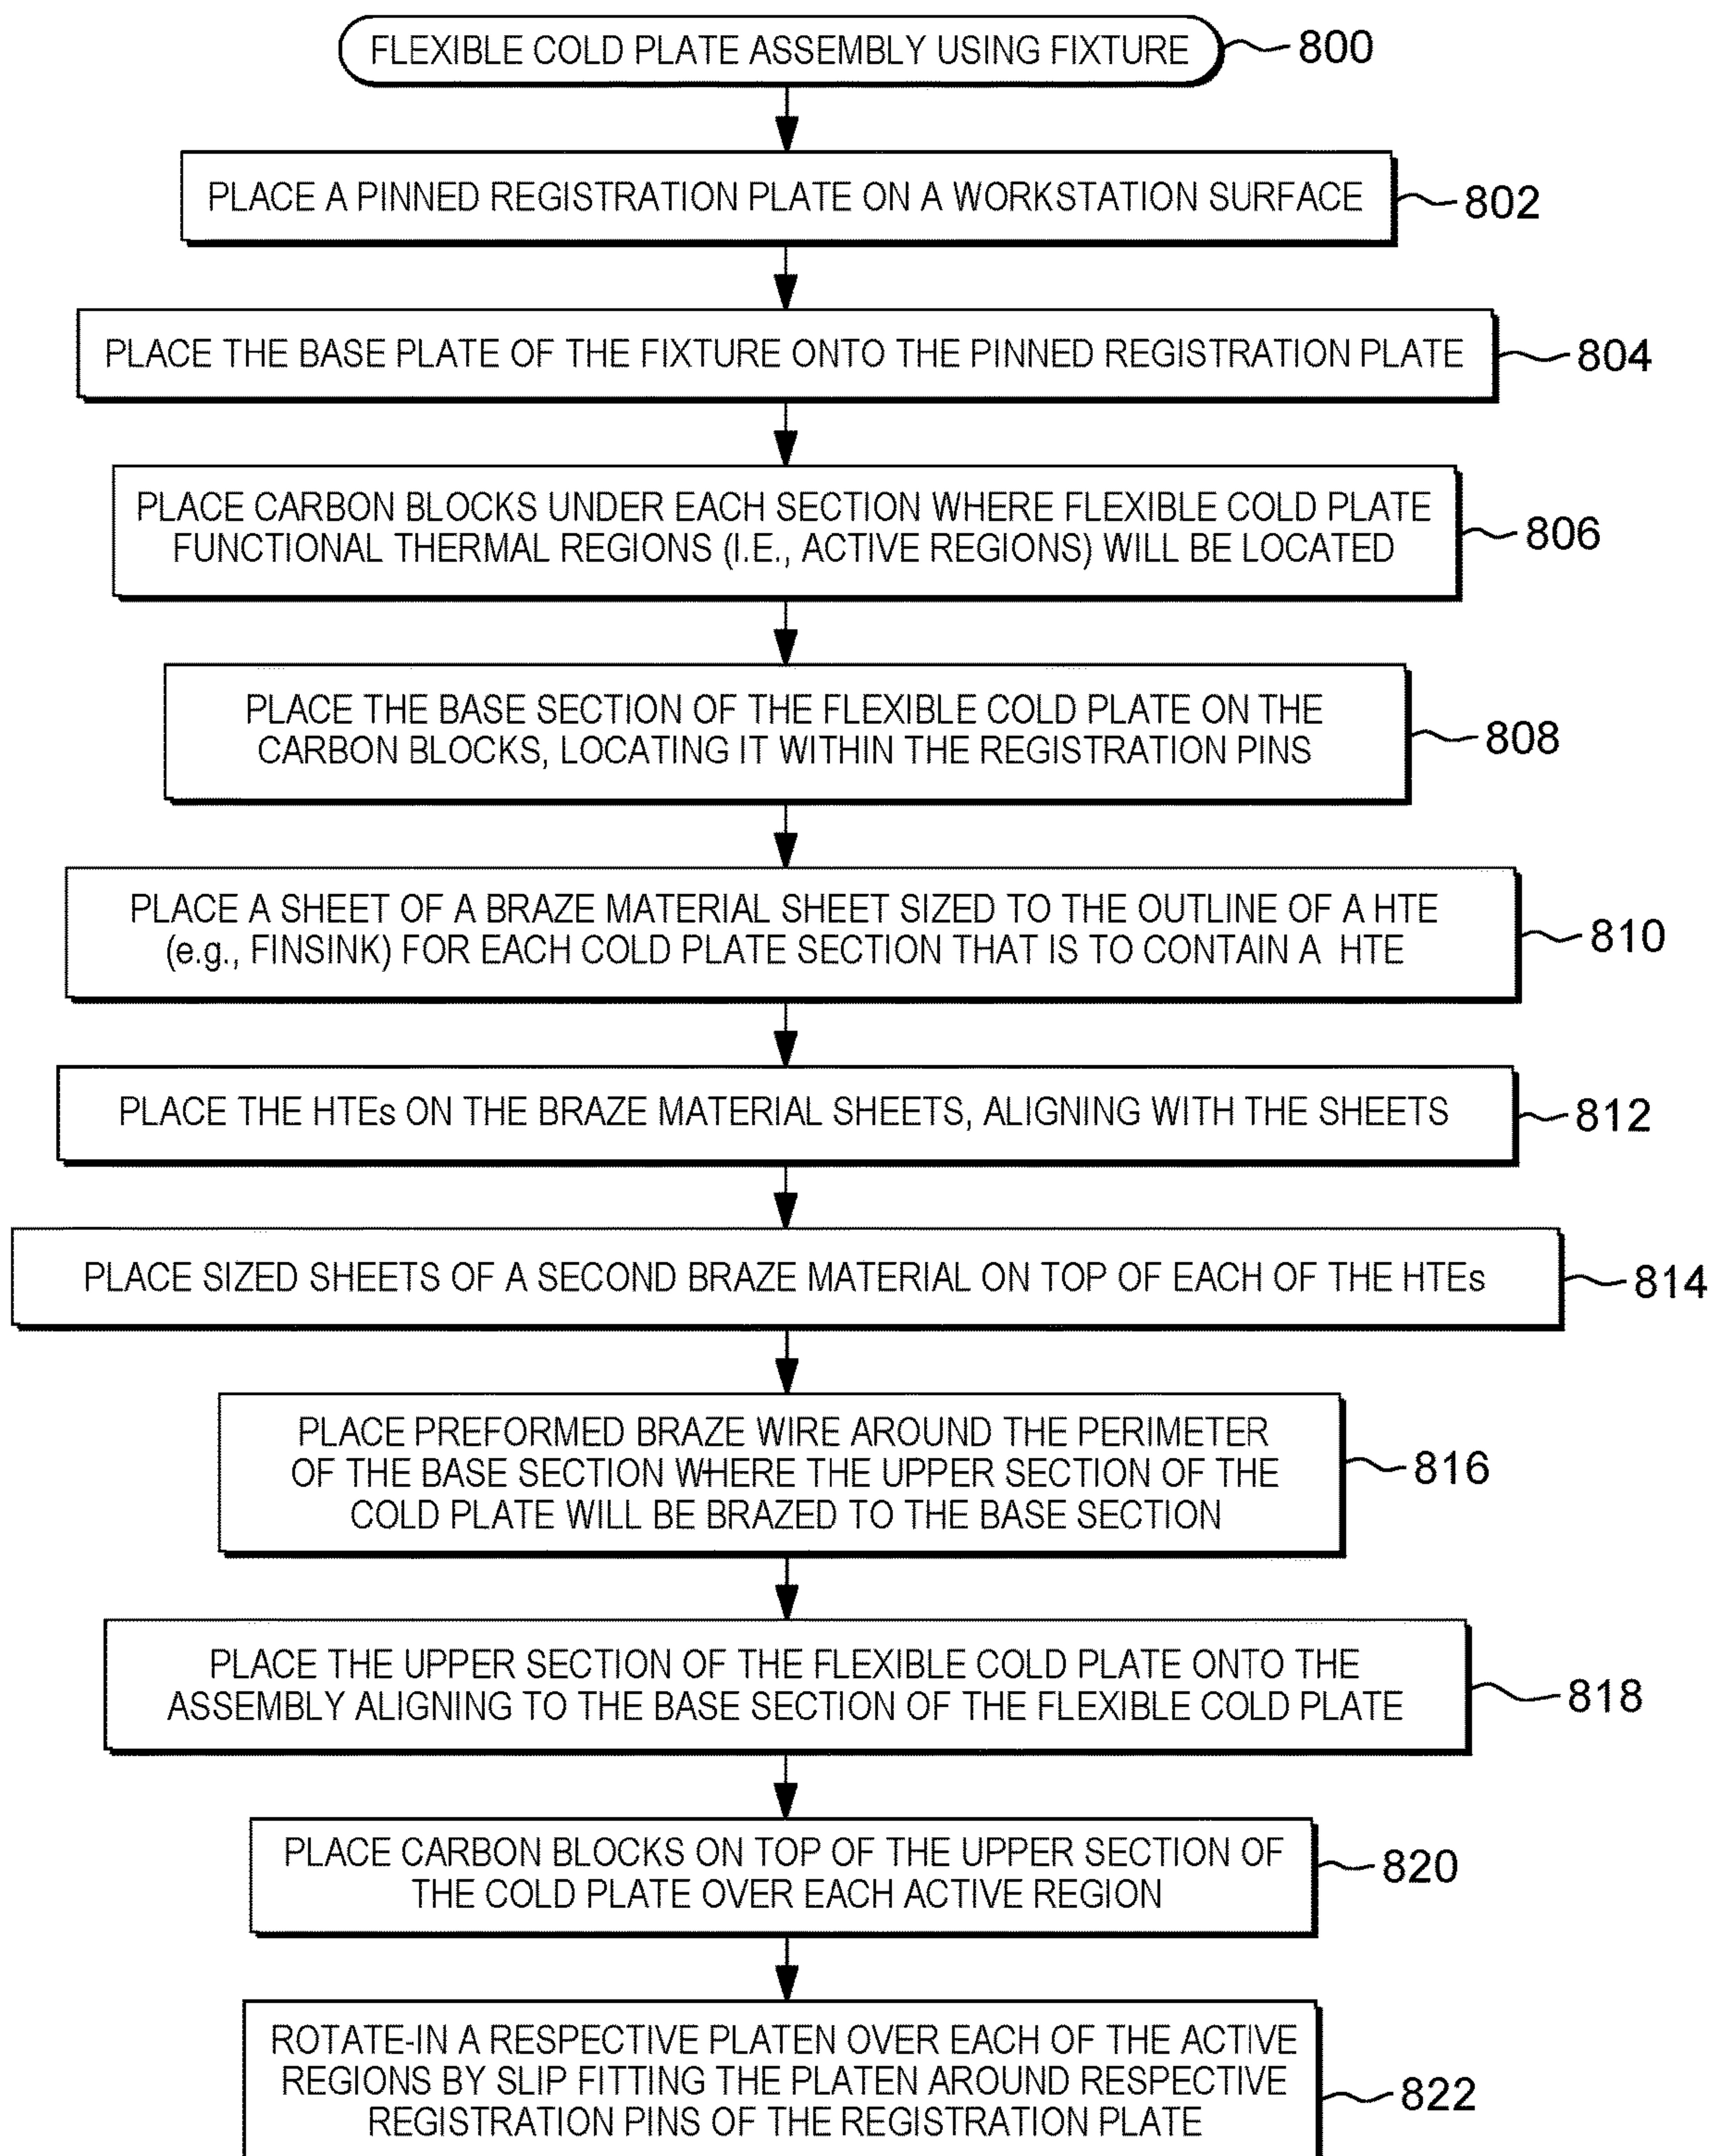 FLEXIBLE COLD PLATE ASSEMBLY USING FIXTURE
800
PLACE A PINNED REGISTRATION PLATE ON A WORKSTATION SURFACE
802
PLACE THE BASE PLATE OF THE FIXTURE ONTO THE PINNED REGISTRATION PLATE
804
PLACE CARBON BLOCKS UNDER EACH SECTION WHERE FLEXIBLE COLD PLATE
FUNCTIONAL THERMAL REGIONS (I.E., ACTIVE REGIONS) WILL BE LOCATED
806
PLACE THE BASE SECTION OF THE FLEXIBLE COLD PLATE ON THE
CARBON BLOCKS, LOCATING IT WITHIN THE REGISTRATION PINS
808
PLACE A SHEET OF A BRAZE MATERIAL SHEET SIZED TO THE OUTLINE OF A HTE
(e.g., FINSINK) FOR EACH COLD PLATE SECTION THAT IS TO CONTAIN A HTE
810
PLACE THE HTEs ON THE BRAZE MATERIAL SHEETS, ALIGNING WITH THE SHEETS
812
PLACE SIZED SHEETS OF A SECOND BRAZE MATERIAL ON TOP OF EACH OF THE HTEs
814
PLACE PREFORMED BRAZE WIRE AROUND THE PERIMETER
OF THE BASE SECTION WHERE THE UPPER SECTION OF THE
COLD PLATE WILL BE BRAZED TO THE BASE SECTION
816
PLACE THE UPPER SECTION OF THE FLEXIBLE COLD PLATE ONTO THE
ASSEMBLY ALIGNING TO THE BASE SECTION OF THE FLEXIBLE COLD PLATE
818
PLACE CARBON BLOCKS ON TOP OF THE UPPER SECTION OF
THE COLD PLATE OVER EACH ACTIVE REGION
820
ROTATE-IN A RESPECTIVE PLATEN OVER EACH OF THE ACTIVE
REGIONS BY SLIP FITTING THE PLATEN AROUND RESPECTIVE
REGISTRATION PINS OF THE REGISTRATION PLATE
822